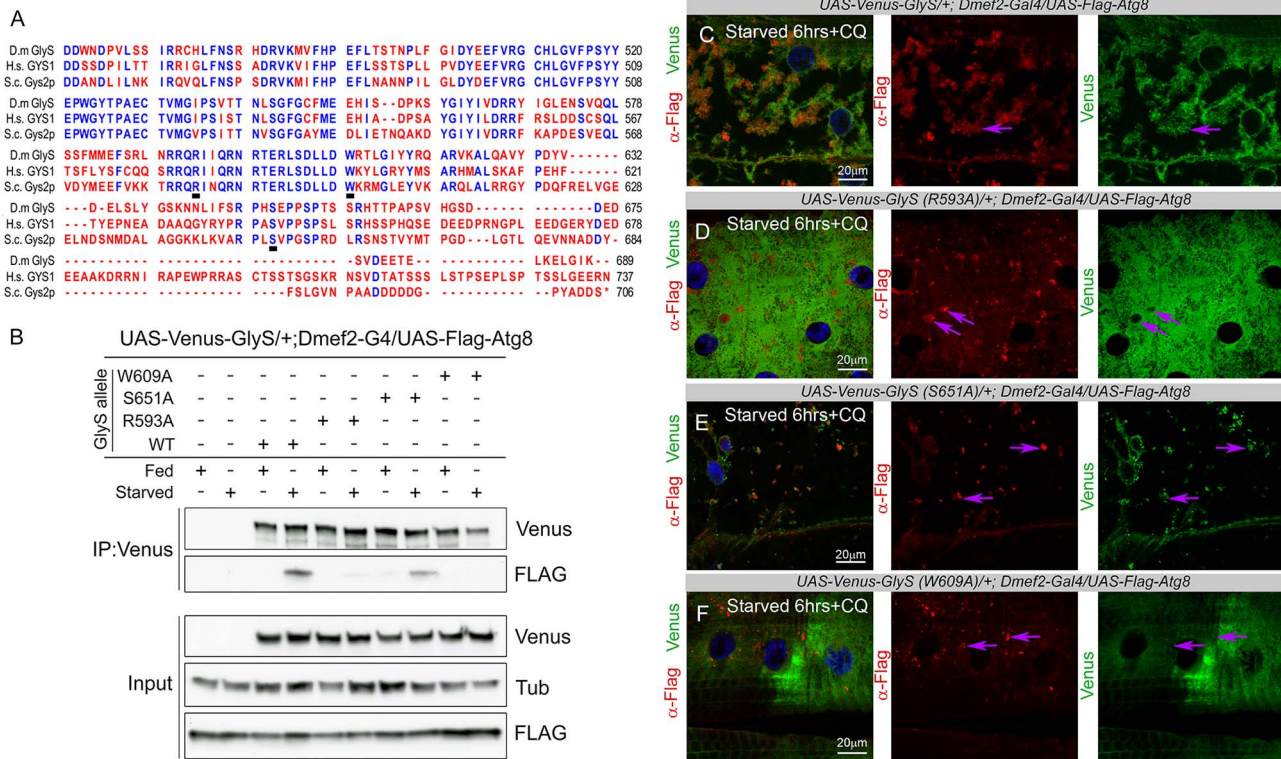 A
D.m GlyS DDWNDPVLSS IRRCHLFNSR HDRVKMVFHP EFLTSTNPLF GIDYEEFVRG CHLGVFPSYY 520
H.s. GYS1 DDSSDPILTT IRRIGLFNSS ADRVKVIFHP EFLSSTSPLL PVDYEEFVRG CHLGVFPSYY 509
S.c. Gys2p DDANDLILNK IRQVQLFNSP SDRVKMIFHP EFLNANNPIL GLDYDEFVRG CHLGVFPSYY 508
D.m GlyS EPWGYTPAEC TVMGIPSVTT NLSGFGCFME EHIS--DPKS YGIYIVDRRY IGLENSVQQL 578
H.s. GYS1 EPWGYTPAEC TVMGIPSIST NLSGFGCFME EHIA--DPSA YGIYILDRRF RSLDDSCSQL 567
S.c. Gys2p EPWGYTPAEC TVMGVPSITT NVSGFGAYME DLIETNQAKD YGIYIVDRRF KAPDESVEQL 568
D.m GlyS SSFMMEFSRL NRRQRIIQRN RTERLSDLLD WRTLGIYYRQ ARVKALQAVY PDYV------ 632
H.s. GYS1 TSFLYSFCQQ SRRQRIIQRN RTERLSDLLD WKYLGRYYMS ARHMALSKAF PEHF------ 621
S.c. Gys2p VDYMEEFVKK TRRQRINQRN RTERLSDLLD WKRMGLEYVK ARQLALRRGY PDQFRELVGE 628
D.m GlyS ---D-ELSLY GSKNNLIFSR PHSEPPSPTS SRHTTPAPSV HGSD------ -------DED 675
H.s. GYS1 ---TYEPNEA DAAQGYRYPR PASVPPSPSL SRHSSPHQSE DEEDPRNGPL EEDGERYDED 678
S.c. Gys2p ELNDSNMDAL AGGKKLKVAR PLSVPGSPRD LRSNSTVYMT PGD--LGTL QEVNNADDY- 684
D.m GlyS ---------- ---------- ---------- -SVDEETE-- ------LKELGIK-- 689
H.s. GYS1 EEAAKDRRNI RAPEWPRRAS CTSSTSGSKR NSVDTATSSS LSTPSEPLSP TSSLGEERN 737
S.c. Gys2p ---------- ---------- ----FSLGVN PAADDDDDG- ------PYADDS* 706
B
UAS-Venus-GlyS/+;Dmef2-G4/UAS-Flag-Atg8
GlyS allele
W609A - - - - - - - - + +
S651A - - - - - - + + - -
R593A - - - - + + - - - -
WT - - + + - - - - - -
Fed + - + - + - + - + -
Starved - + - + - + - + - +
IP:Venus
Venus
FLAG
Input
Venus
Tub
FLAG
UAS-Venus-GlyS/+; Dmef2-Gal4/UAS-Flag-Atg8
C Starved 6hrs+CQ
α-Flag Venus
20μm
α-Flag
Venus
UAS-Venus-GlyS (R593A)/+; Dmef2-Gal4/UAS-Flag-Atg8
D Starved 6hrs+CQ
α-Flag Venus
20μm
α-Flag
Venus
UAS-Venus-GlyS (S651A)/+; Dmef2-Gal4/UAS-Flag-Atg8
E Starved 6hrs+CQ
α-Flag Venus
20μm
α-Flag
Venus
UAS-Venus-GlyS (W609A)/+; Dmef2-Gal4/UAS-Flag-Atg8
F Starved 6hrs+CQ
α-Flag Venus
20μm
α-Flag
Venus